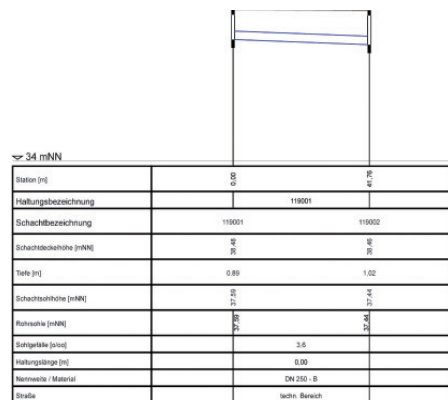 34 mNN
Station [m] 0,00 41,76
Haltungsbezeichnung 119001
Schachtbezeichnung 119001 119002
Schachtdeckelhöhe [mNN] 38,48 38,46
Tiefe [m] 0,89 1,02
Schachtsohlhöhe [mNN] 37,59 37,44
Rohrsohle [mNN] 37,59 37,44
Sohlgefälle [o/oo] 3,6
Haltungslänge [m] 0,00
Nennweite / Material DN 250 - B
Straße techn. Bereich